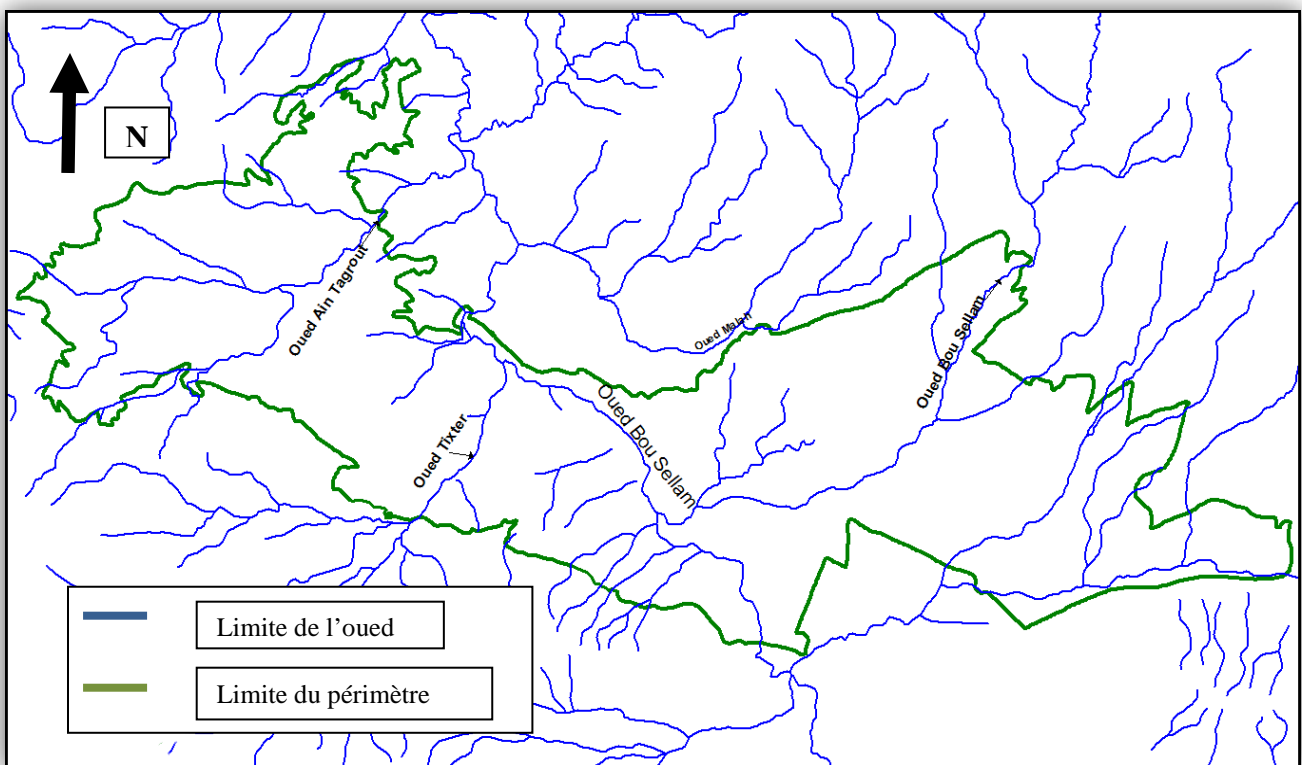 N
Oued Ain Tagrout
Oued Malah
Oued Bou Sellam
Oued Bou Sellam
Oued Tixter
Limite de l'oued
Limite du périmètre